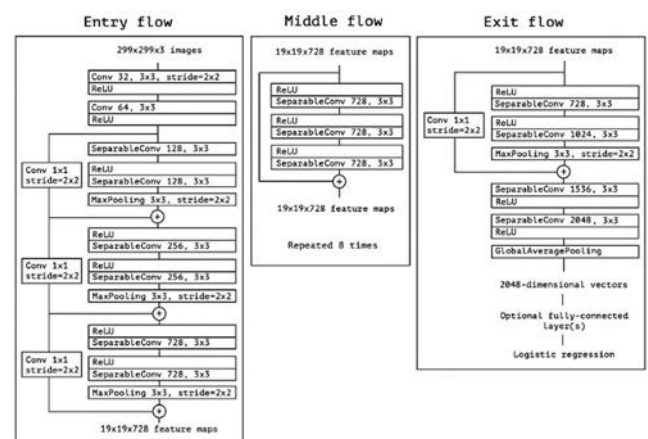 Entry flow
299x299x3 images
Conv 32, 3x3, stride=2x2
ReLU
Conv 64, 3x3
ReLU
SeparableConv 128, 3x3
Conv 1x1
stride=2x2
ReLU
SeparableConv 128, 3x3
MaxPooling 3x3, stride=2x2
+
ReLU
SeparableConv 256, 3x3
Conv 1x1
stride=2x2
ReLU
SeparableConv 256, 3x3
MaxPooling 3x3, stride=2x2
+
ReLU
SeparableConv 728, 3x3
Conv 1x1
stride=2x2
ReLU
SeparableConv 728, 3x3
MaxPooling 3x3, stride=2x2
+
19x19x728 feature maps
Middle flow
19x19x728 feature maps
ReLU
SeparableConv 728, 3x3
ReLU
SeparableConv 728, 3x3
ReLU
SeparableConv 728, 3x3
+
19x19x728 feature maps
Repeated 8 times
Exit flow
19x19x728 feature maps
ReLU
SeparableConv 728, 3x3
Conv 1x1
stride=2x2
ReLU
SeparableConv 1024, 3x3
MaxPooling 3x3, stride=2x2
+
SeparableConv 1536, 3x3
ReLU
SeparableConv 2048, 3x3
ReLU
GlobalAveragePooling
2048-dimensional vectors
Optional fully-connected
layer(s)
Logistic regression